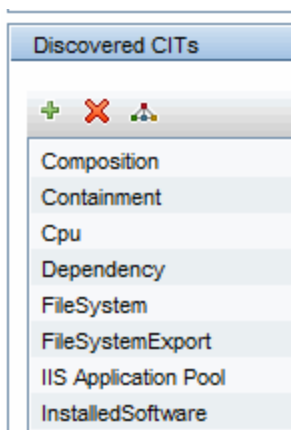 Discovered CITs
Composition
Containment
Cpu
Dependency
FileSystem
FileSystemExport
IIS Application Pool
InstalledSoftware